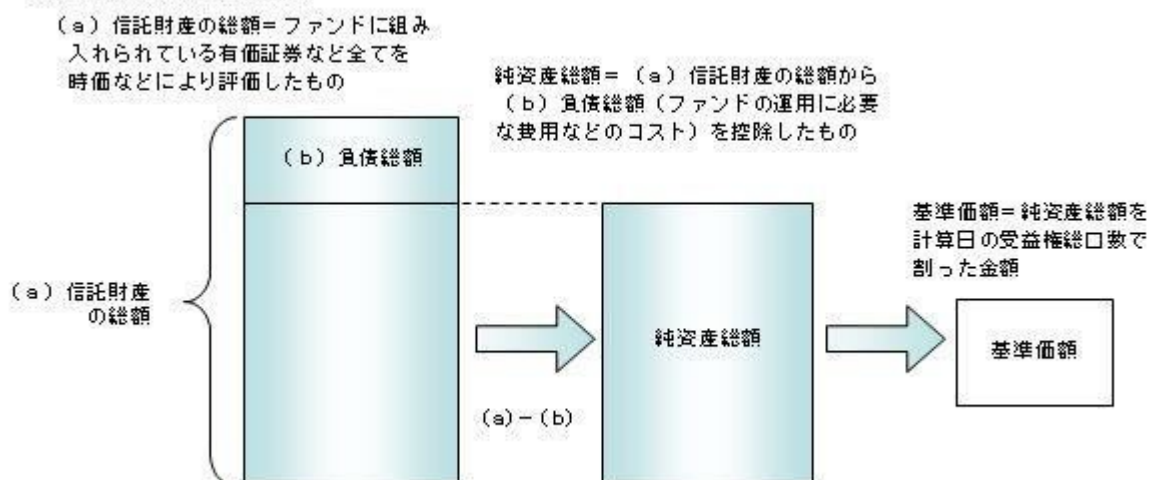 (a)信託財産の総額=ファンドに組み
入れられている有価証券など全てを
時価などにより評価したもの
純資産総額=(a)信託財産の総額から
(b)負債総額(ファンドの運用に必要
な費用などのコスト)を控除したもの
(b)負債総額
基準価額=純資産総額を
計算日の受益権総口数で
割った金額
(a)信託財産
の総額
純資産総額
基準価額
(a)-(b)